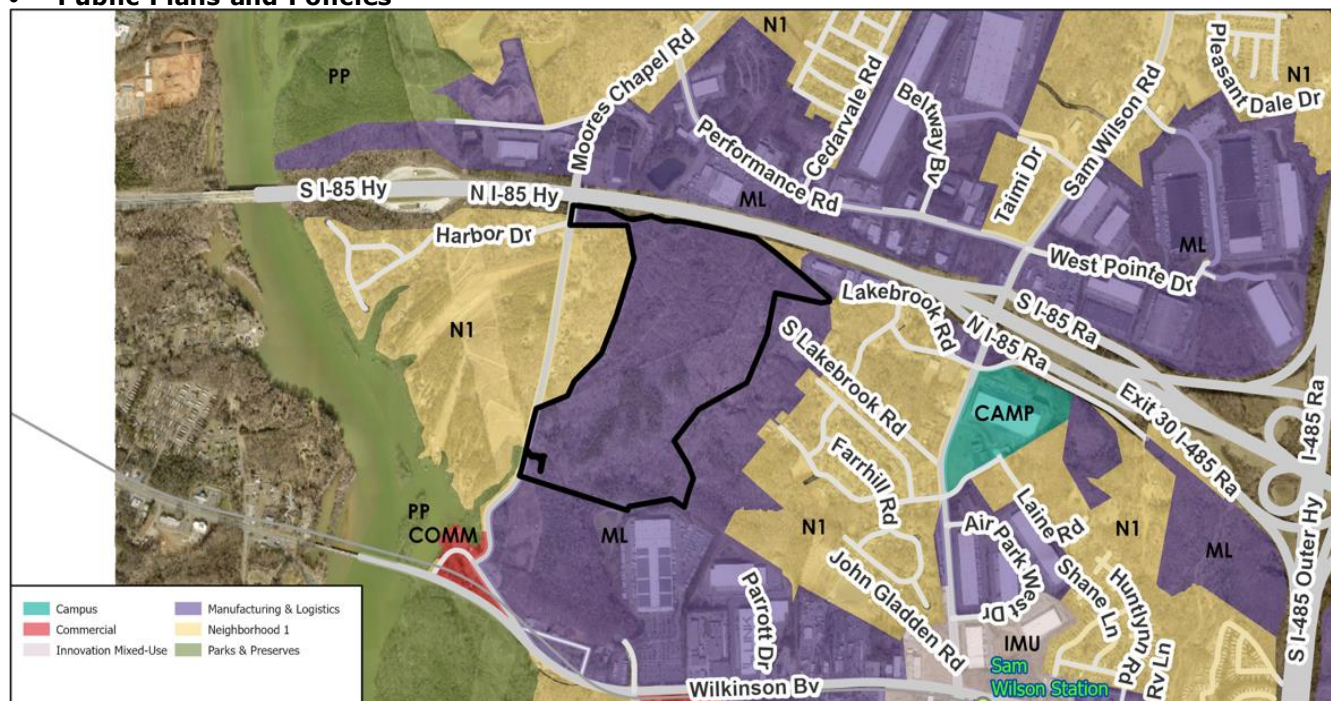 • Public Plans and Policies
N1
PP
Moores Chapel Rd
Cedarvale Rd
Beltway Bv
Sam Wilson Rd
Pleasant Dale Dr
N1
Performance Rd
Taimi Dr
S I-85 Hy
N I-85 Hy
ML
Harbor Dr
West Pointe Dr
ML
N1
Lakebrook Rd
S I-85 Ra
N I-85 Ra
S Lakebrook Rd
Exit 30 I-485 Ra
I-485 Ra
CAMP
Farrhill Rd
PP
COMM
ML
N1
Laine Rd
N1
ML
Air Park West Dr
Shane Ln
Huntlynn Rd
Rv Ln
S I-485 Outer Hy
Parrott Dr
John Gladden Rd
IMU
Sam
Wilson Station
Wilkinson Bv
Campus
Commercial
Innovation Mixed-Use
Manufacturing & Logistics
Neighborhood 1
Parks & Preserves